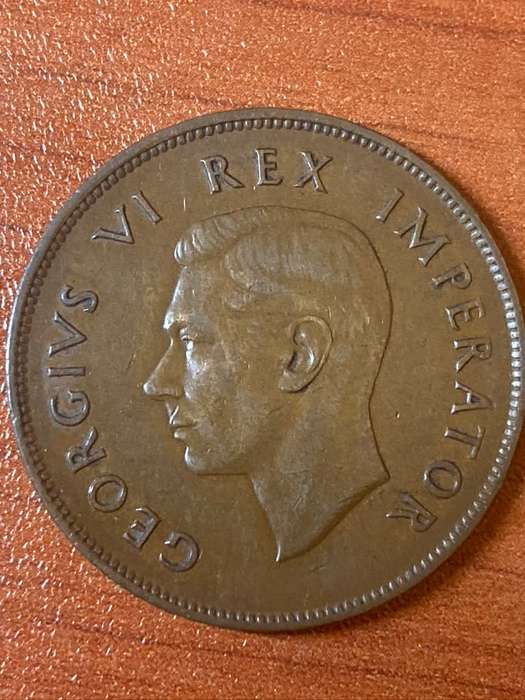 GEORGIVS VI REX IMPERATOR